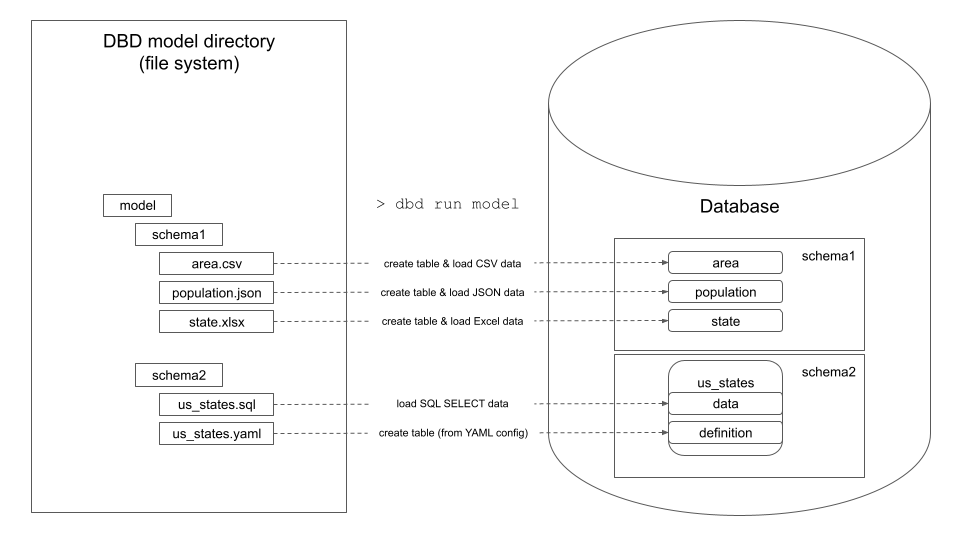 DBD model directory
(file system)
model
> dbd run model
Database
schema1
schema1
area.csv
create table & load CSV data
area
population.json
create table & load JSON data
population
state.xlsx
create table & load Excel data
state
schema2
schema2
us_states
us_states.sql
load SQL SELECT data
data
us_states.yaml
create table (from YAML config)
definition